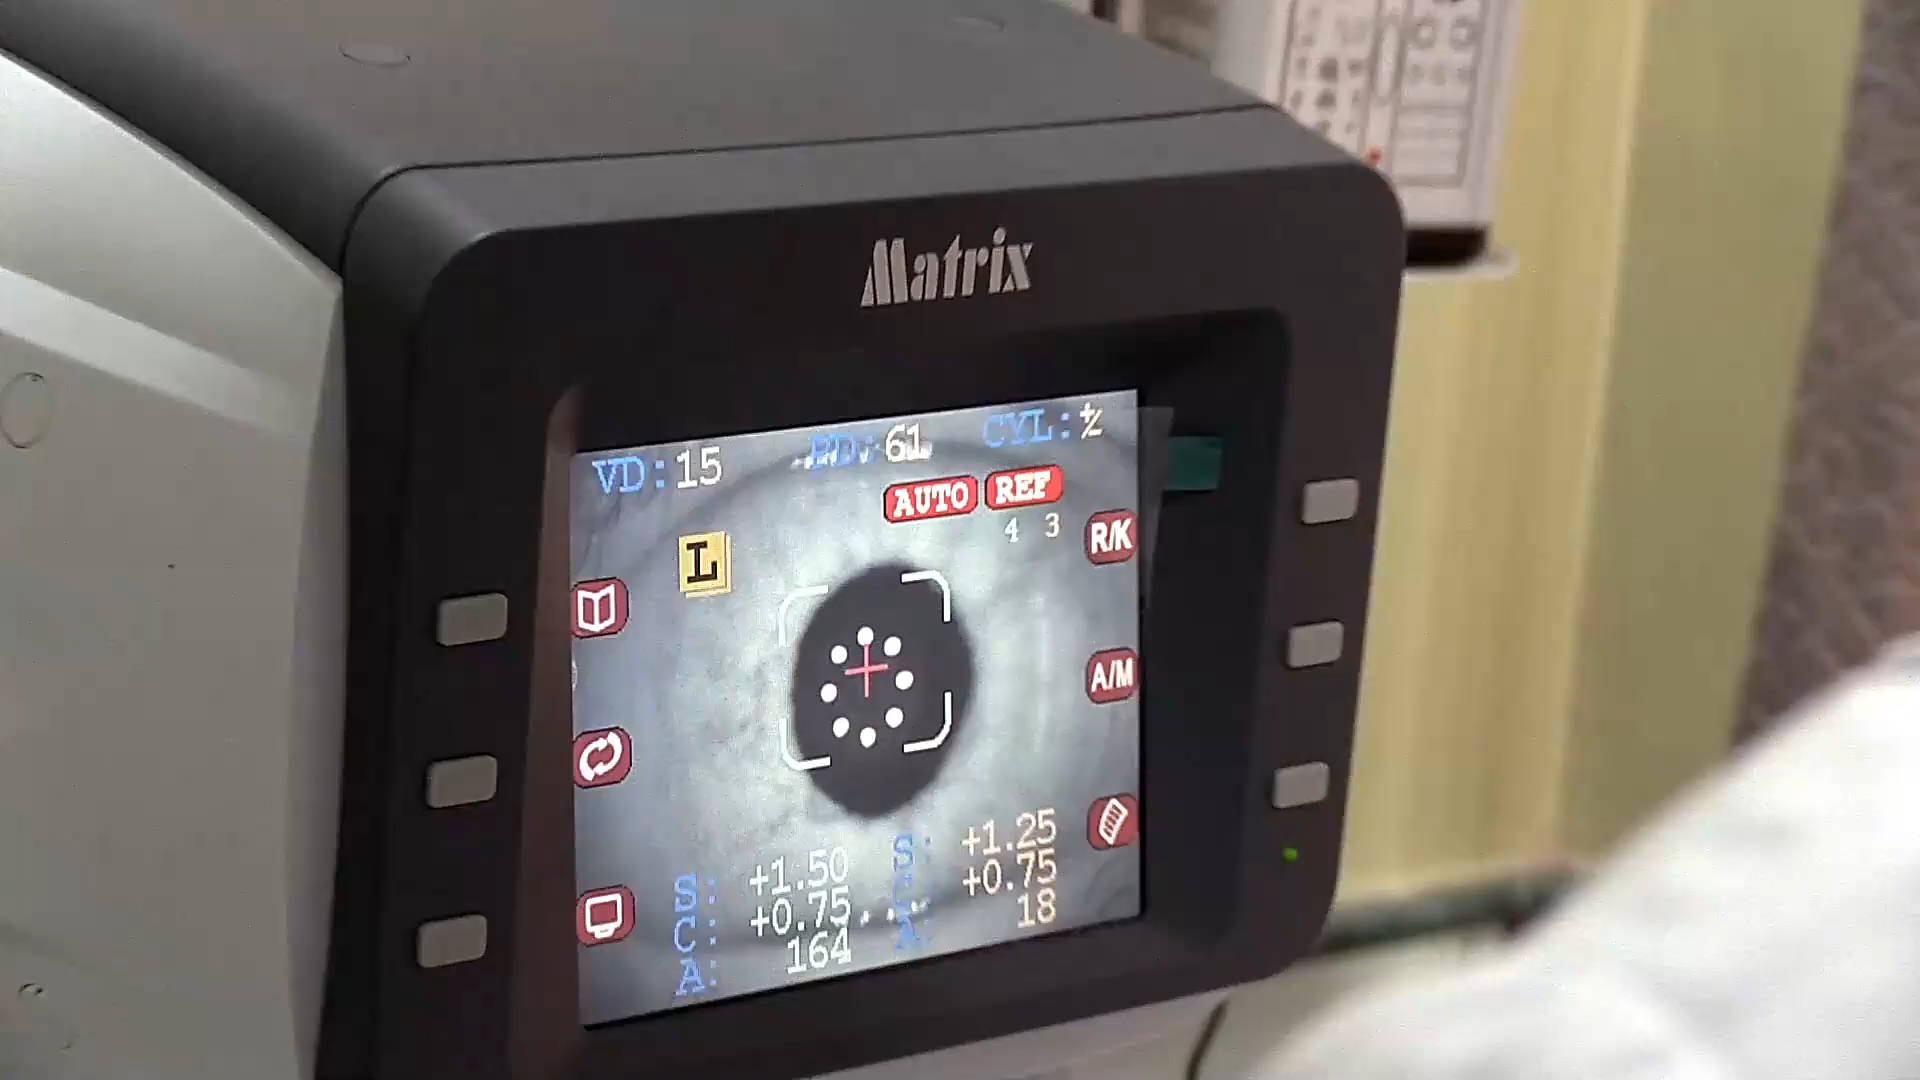 Matrix
VD:15 PD:61 CYL:±
AUTO REF
4 3
R/K
L
A/M
S: +1.50 S: +1.25
C: +0.75 C: +0.75
A: 164 A: 18